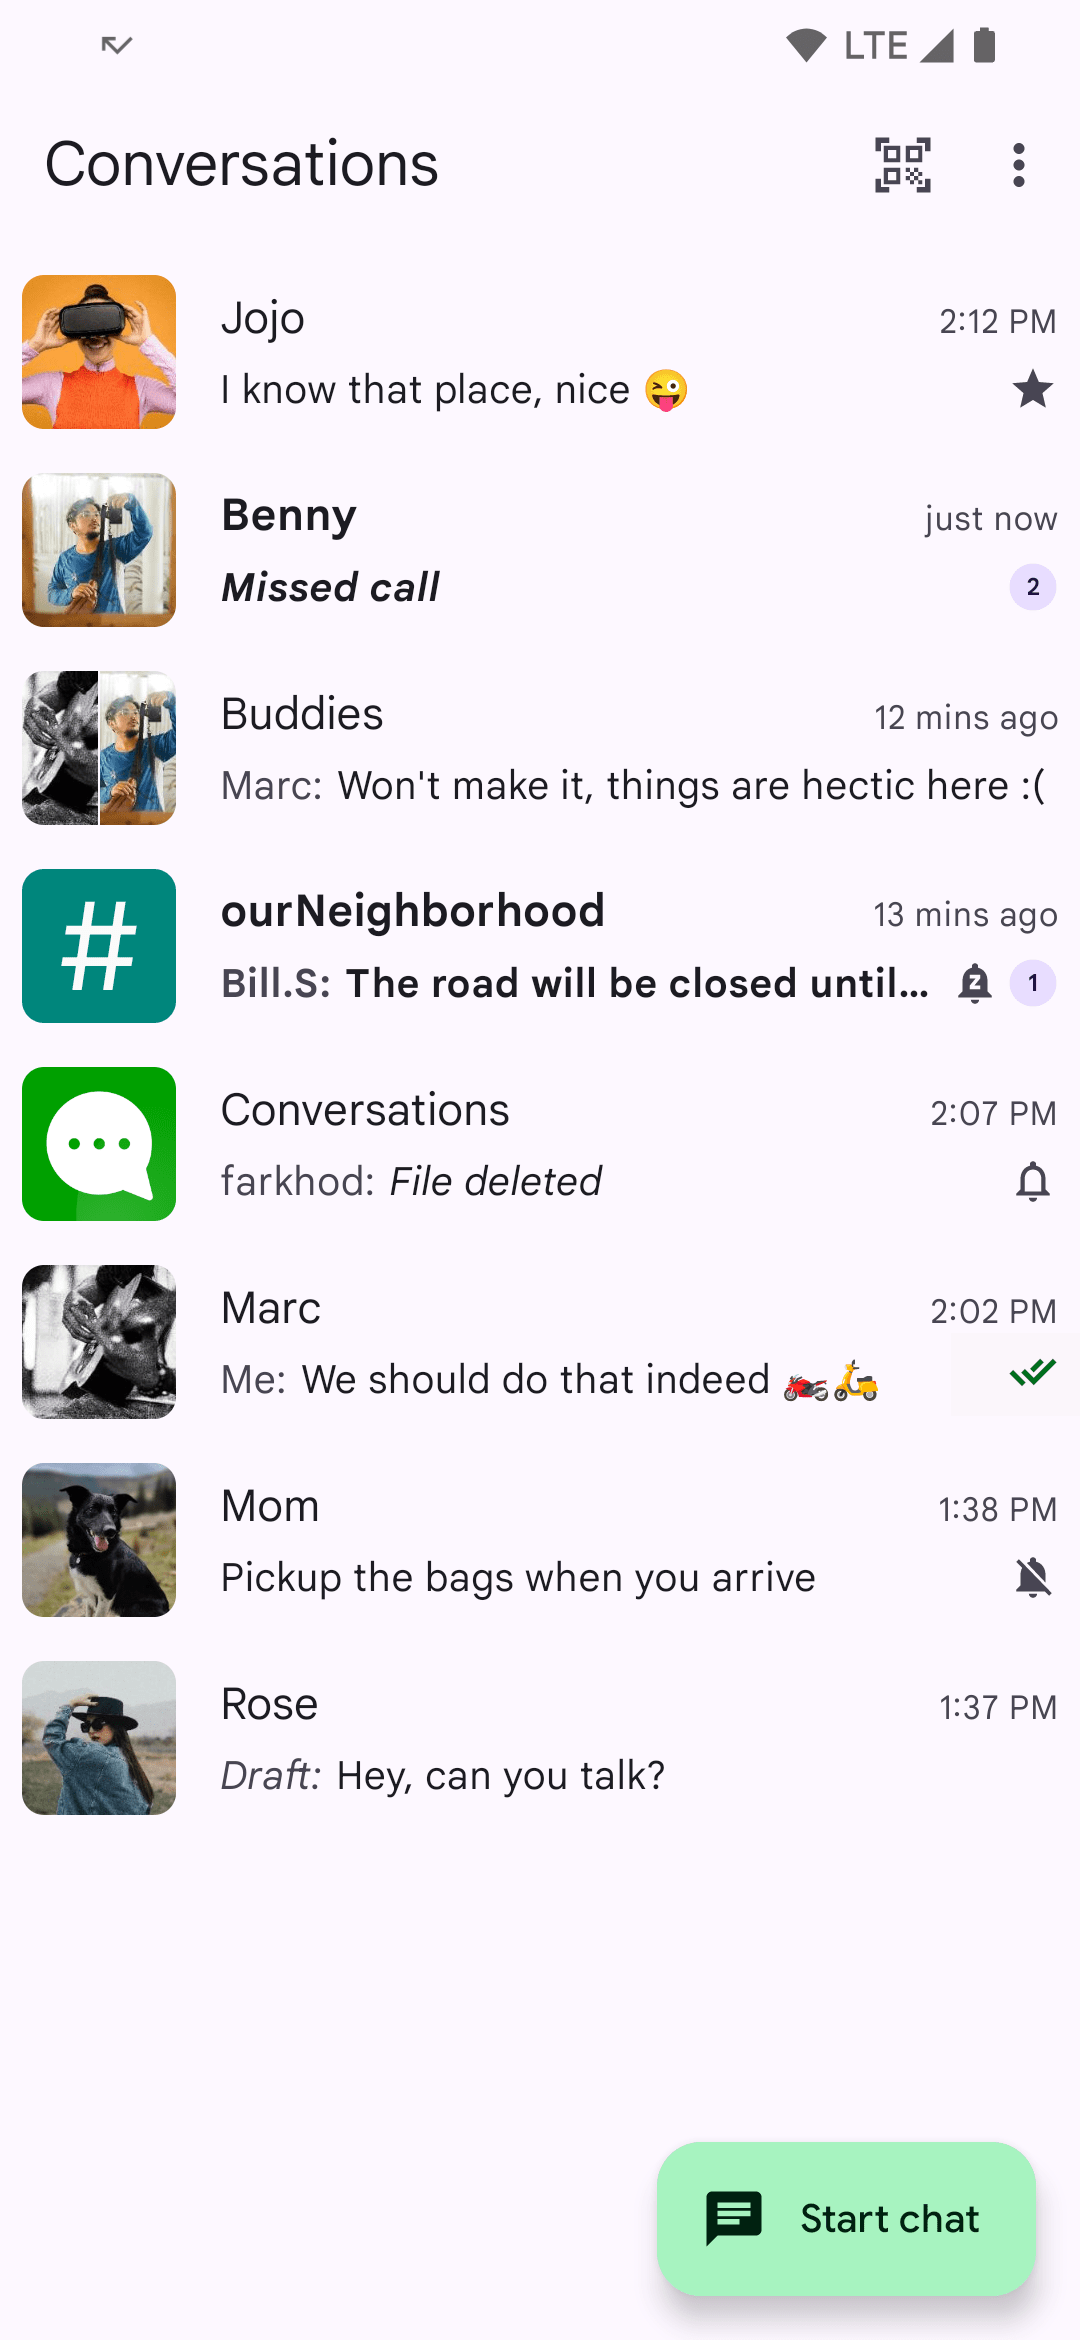 LTE
Conversations
Jojo
2:12 PM
I know that place, nice 😜
Benny
just now
Missed call
2
Buddies
12 mins ago
Marc: Won't make it, things are hectic here :(
#
ourNeighborhood
13 mins ago
Bill.S: The road will be closed until...
1
Conversations
2:07 PM
farkhod: File deleted
Marc
2:02 PM
Me: We should do that indeed 🏍️🛵
Mom
1:38 PM
Pickup the bags when you arrive
Rose
1:37 PM
Draft: Hey, can you talk?
Start chat